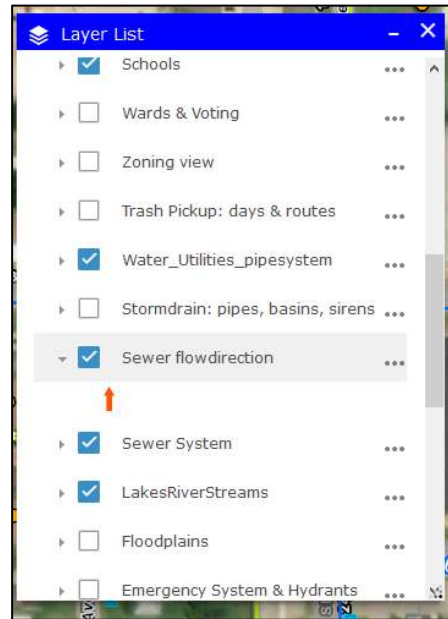 Layer List
Schools
Wards & Voting
Zoning view
Trash Pickup: days & routes
Water_Utilities_pipesystem
Stormdrain: pipes, basins, sirens
Sewer flowdirection
Sewer System
LakesRiverStreams
Floodplains
Emergency System & Hydrants